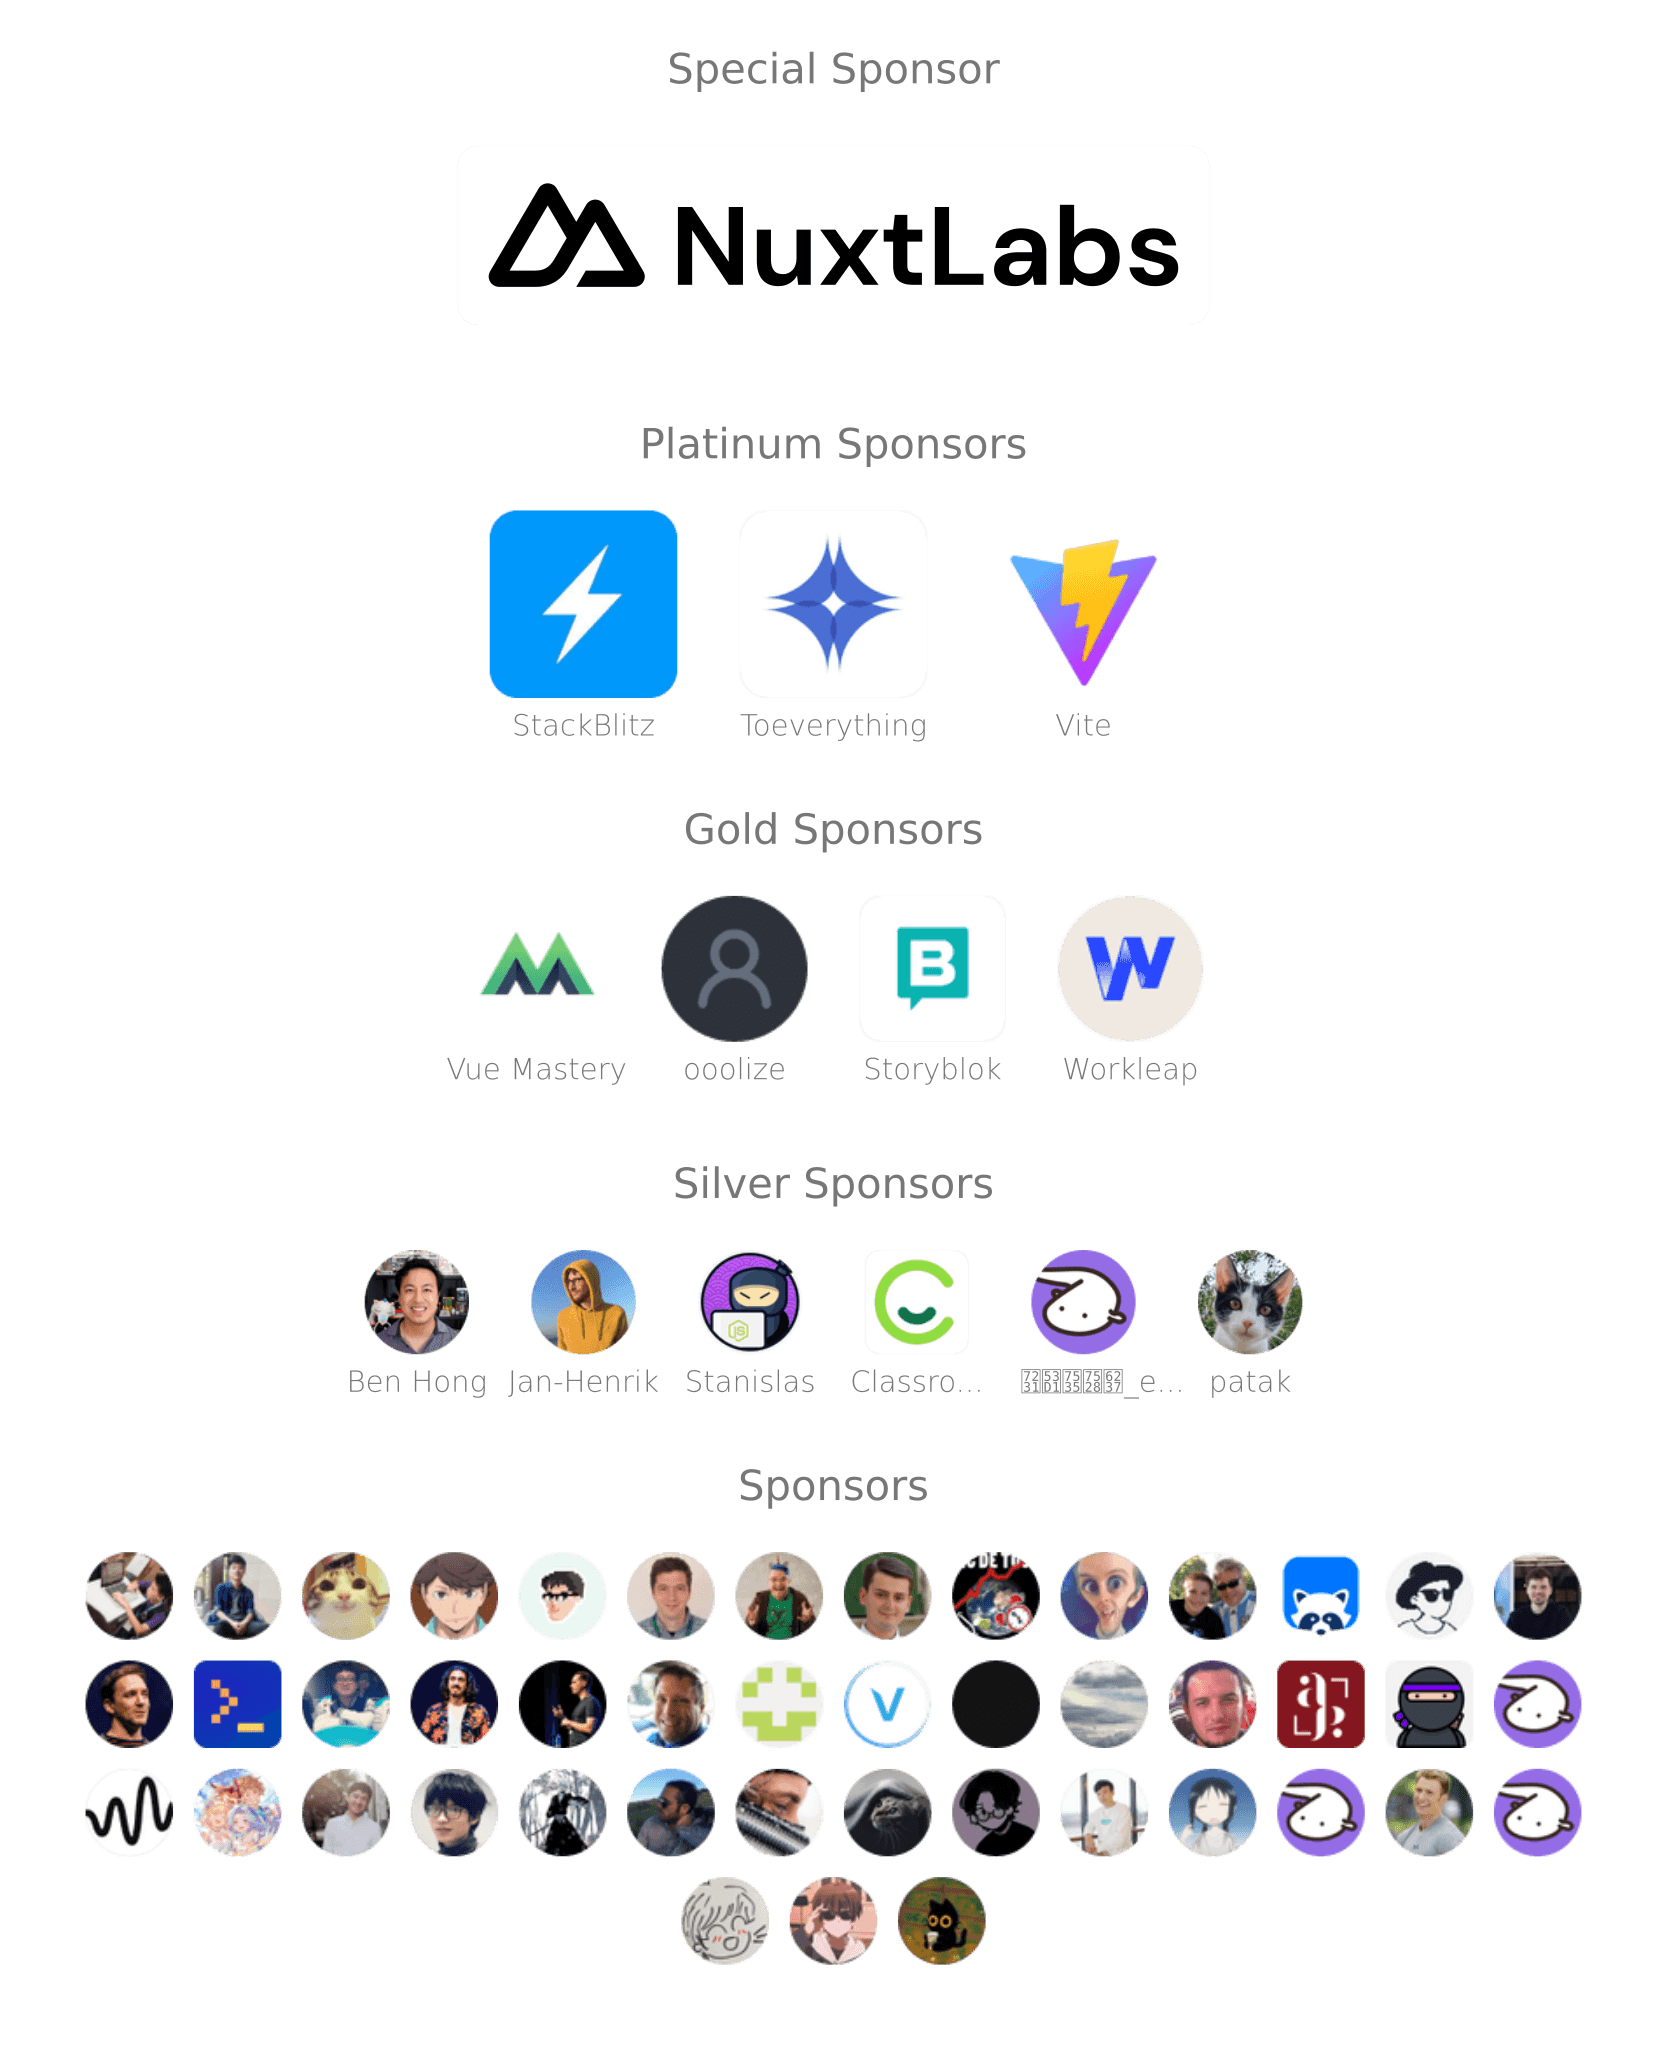 Special Sponsor
NuxtLabs
Platinum Sponsors
StackBlitz Toeverything Vite
Gold Sponsors
B W
Vue Mastery ooolize Storyblok Workleap
Silver Sponsors
JS
Ben Hong Jan-Henrik Stanislas Classro... _e... patak
Sponsors
V